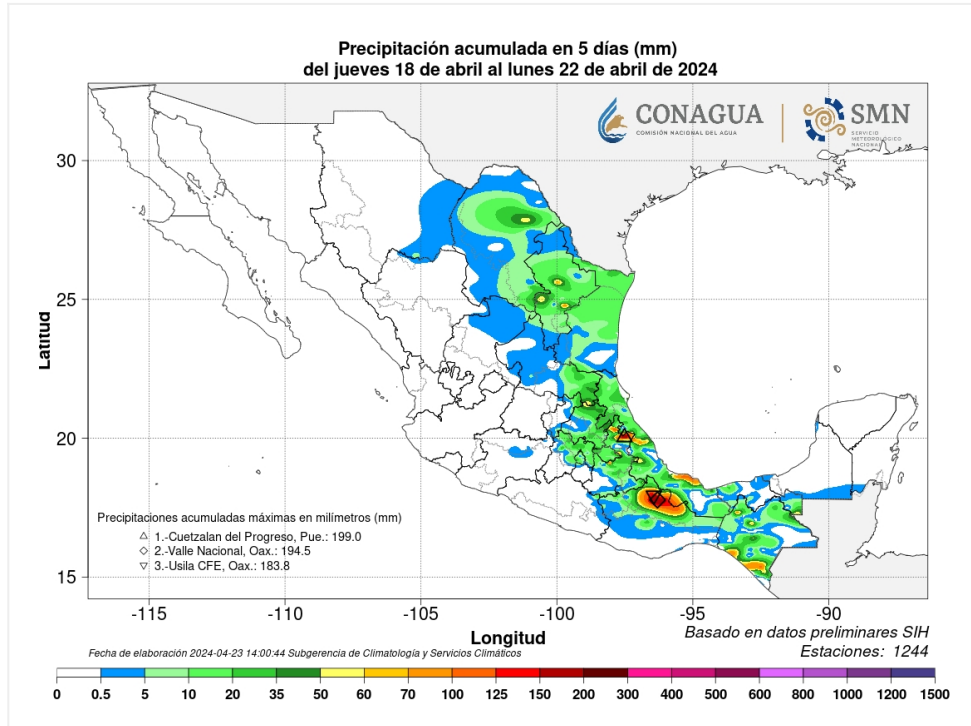 Precipitación acumulada en 5 días (mm)
del jueves 18 de abril al lunes 22 de abril de 2024
CONAGUA
COMISIÓN NACIONAL DEL AGUA
SMN
SERVICIO
METEOROLÓGICO
NACIONAL
30
25
20
15
Latitud
Precipitaciones acumuladas máximas en milímetros (mm)
1.-Cuetzalan del Progreso, Pue.: 199.0
2.-Valle Nacional, Oax.: 194.5
3.-Usila CFE, Oax.: 183.8
-115 -110 -105 -100 -95 -90
Longitud
Basado en datos preliminares SIH
Estaciones: 1244
Fecha de elaboración 2024-04-23 14:00:44 Subgerencia de Climatología y Servicios Climáticos
0 0.5 5 10 20 35 50 60 70 100 125 150 200 300 400 500 600 800 1000 1200 1500